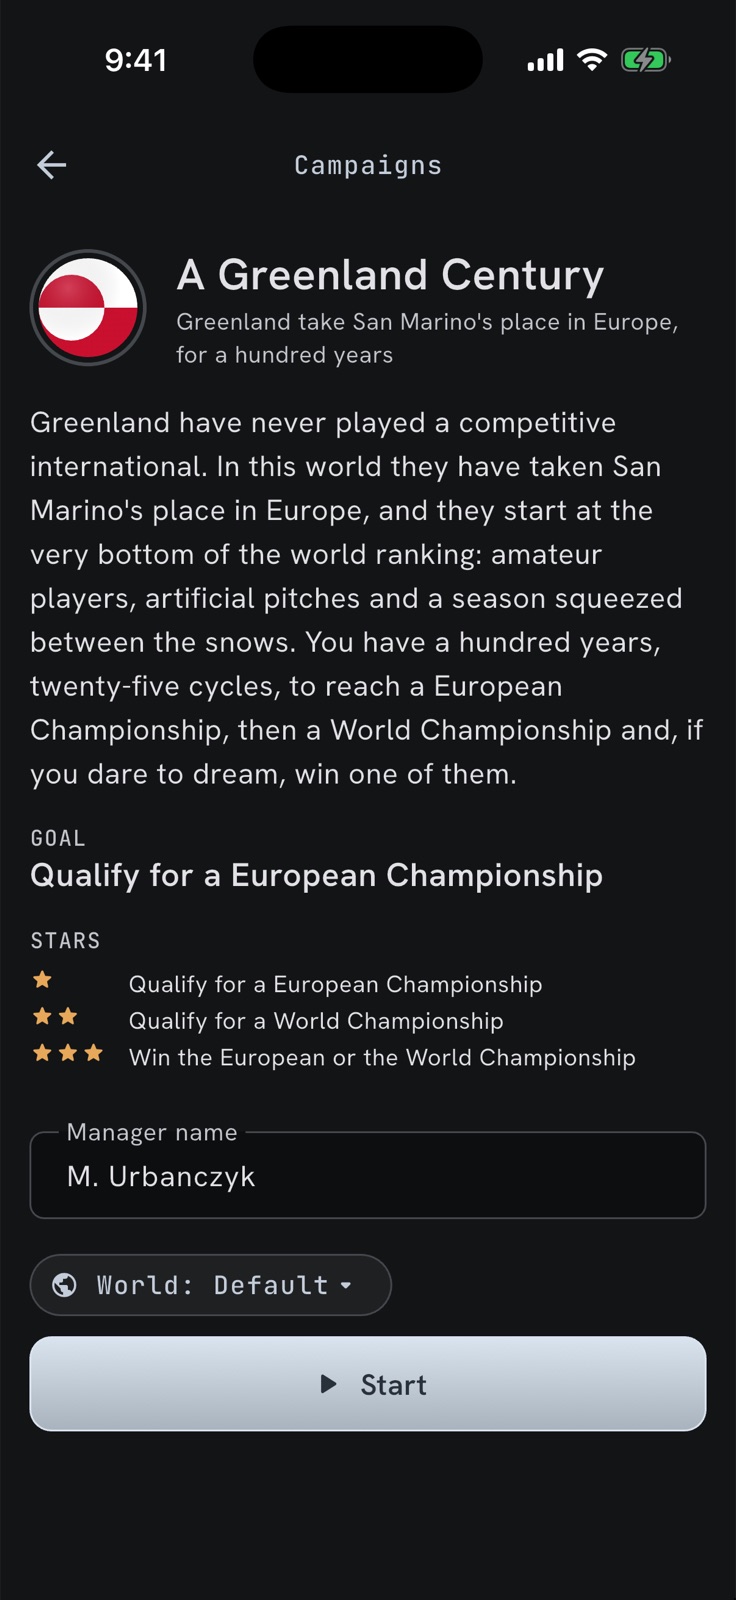 9:41
Campaigns
A Greenland Century
Greenland take San Marino's place in Europe,
for a hundred years
Greenland have never played a competitive
international. In this world they have taken San
Marino's place in Europe, and they start at the
very bottom of the world ranking: amateur
players, artificial pitches and a season squeezed
between the snows. You have a hundred years,
twenty-five cycles, to reach a European
Championship, then a World Championship and, if
you dare to dream, win one of them.
GOAL
Qualify for a European Championship
STARS
Qualify for a European Championship
Qualify for a World Championship
Win the European or the World Championship
Manager name
M. Urbanczyk
World: Default
Start